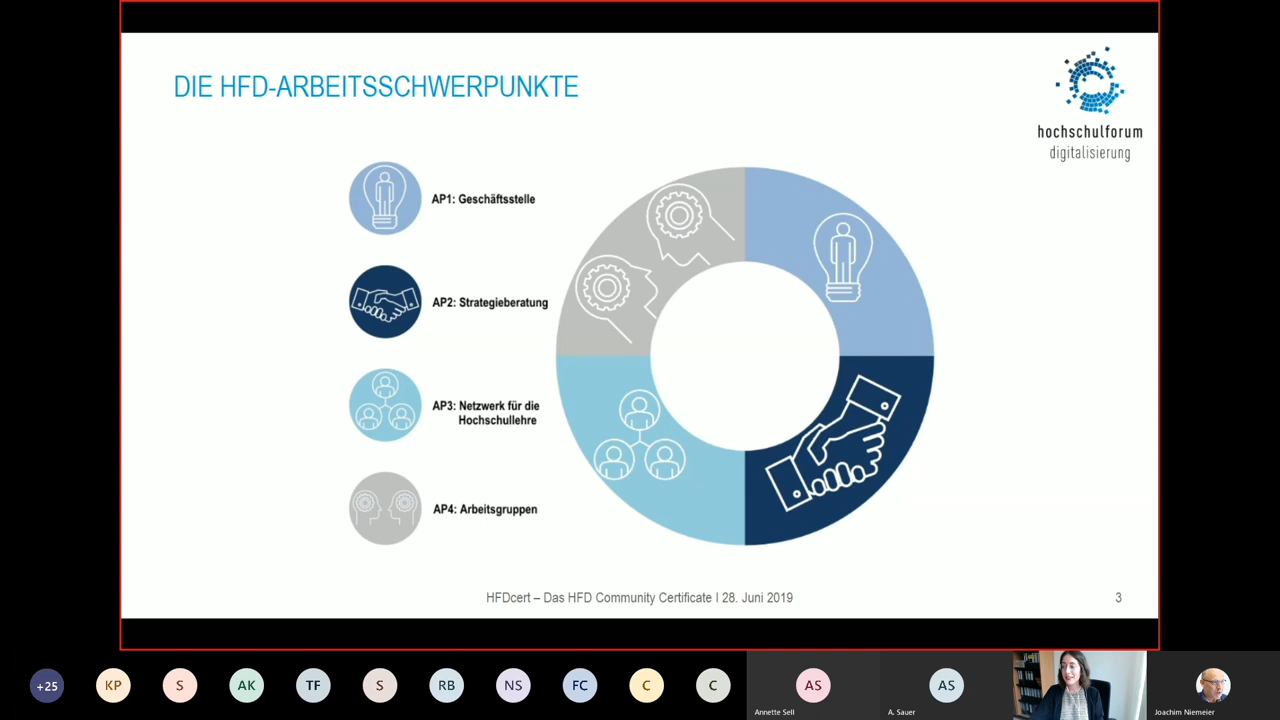 DIE HFD-ARBEITSSCHWERPUNKTE
hochschulforum
digitalisierung
AP1: Geschäftsstelle
AP2: Strategieberatung
AP3: Netzwerk für die
Hochschullehre
AP4: Arbeitsgruppen
HFDcert – Das HFD Community Certificate I 28. Juni 2019
3
+25
KP
S
AK
TF
S
RB
NS
FC
C
C
AS
AS
Annette Sell
A. Sauer
Joachim Niemeier